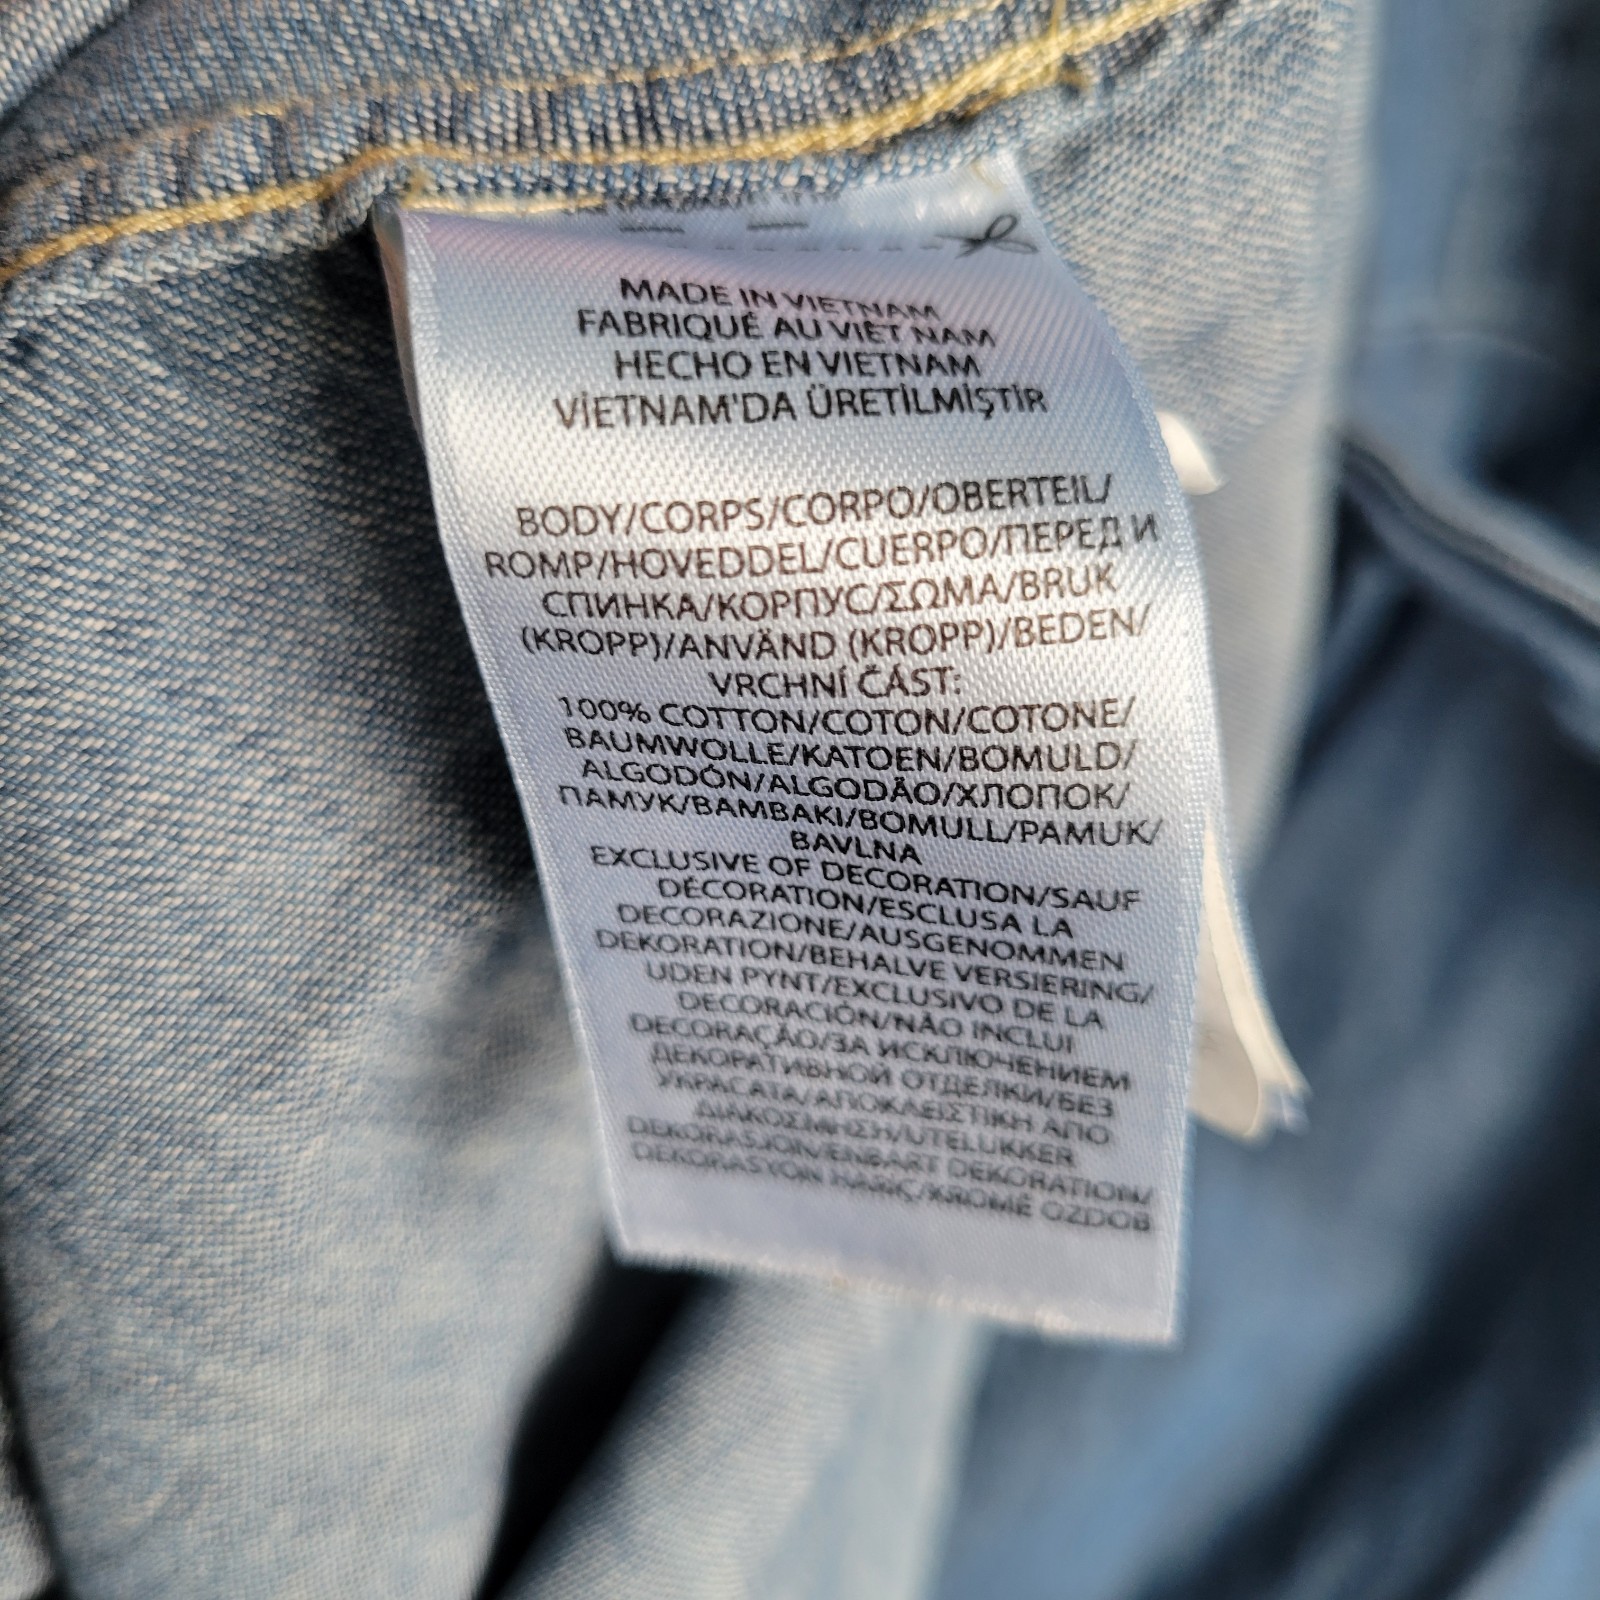 MADE IN VIETNAM
FABRIQUÉ AU VIÊT NAM
HECHO EN VIETNAM
VİETNAM'DA ÜRETİLMİŞTİR
BODY/CORPS/CORPO/OBERTEIL/
ROMP/HOVEDDEL/CUERPO/ПЕРЕД И
СПИНКА/КОРПУС/ΣΩΜΑ/BRUK
(KROPP)/ANVÄND (KROPP)/BEDEN/
VRCHNÍ ČÁST:
100% COTTON/COTON/COTONE/
BAUMWOLLE/KATOEN/BOMULD/
ALGODÓN/ALGODÃO/ХЛОПОК/
ПАМУК/BAMBAKI/BOMULL/PAMUK/
BAVLNA
EXCLUSIVE OF DECORATION/SAUF
DÉCORATION/ESCLUSA LA
DECORAZIONE/AUSGENOMMEN
DEKORATION/BEHALVE VERSIERING/
UDEN PYNT/EXCLUSIVO DE LA
DECORACIÓN/NÃO INCLUI
DECORAÇÃO/ЗА ИСКЛЮЧЕНИЕМ
ДЕКОРАТИВНОЙ ОТДЕЛКИ/БЕЗ
УКРАСАТА/ΑΠΟΚΛΕΙΣΤΙΚΗ ΑΠΟ
ΔΙΑΚΟΣΜΗΣΗ/UTELUKKER
DEKORASJON/ENBART DEKORATION/
DEKORASYON HARİÇ/KROMĚ OZDOB